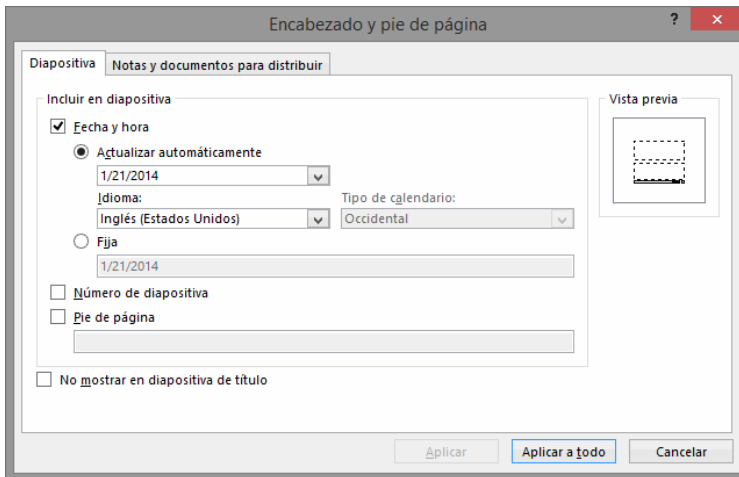 Encabezado y pie de página
?
Diapositiva
Notas y documentos para distribuir
Incluir en diapositiva
Vista previa
Fecha y hora
Actualizar automáticamente
1/21/2014
Idioma:
Tipo de calendario:
Inglés (Estados Unidos)
Occidental
Fija
1/21/2014
Número de diapositiva
Pie de página
No mostrar en diapositiva de título
Aplicar
Aplicar a todo
Cancelar